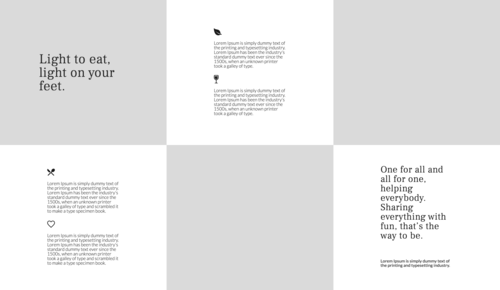 Light to eat,
light on your
feet.
Lorem Ipsum is simply dummy text of
the printing and typesetting industry.
Lorem Ipsum has been the industry's
standard dummy text ever since the
1500s, when an unknown printer
took a galley of type.
Lorem Ipsum is simply dummy text of
the printing and typesetting industry.
Lorem Ipsum has been the industry's
standard dummy text ever since the
1500s, when an unknown printer
took a galley of type.
Lorem Ipsum is simply dummy text of
the printing and typesetting industry.
Lorem Ipsum has been the industry's
standard dummy text ever since the
1500s, when an unknown printer
took a galley of type and scrambled it
to make a type specimen book.
Lorem Ipsum is simply dummy text of
the printing and typesetting industry.
Lorem Ipsum has been the industry's
standard dummy text ever since the
1500s, when an unknown printer
took a galley of type and scrambled it
to make a type specimen book.
One for all and
all for one,
helping
everybody.
Sharing
everything with
fun, that's the
way to be.
Lorem Ipsum is simply dummy text of
the printing and typesetting industry.